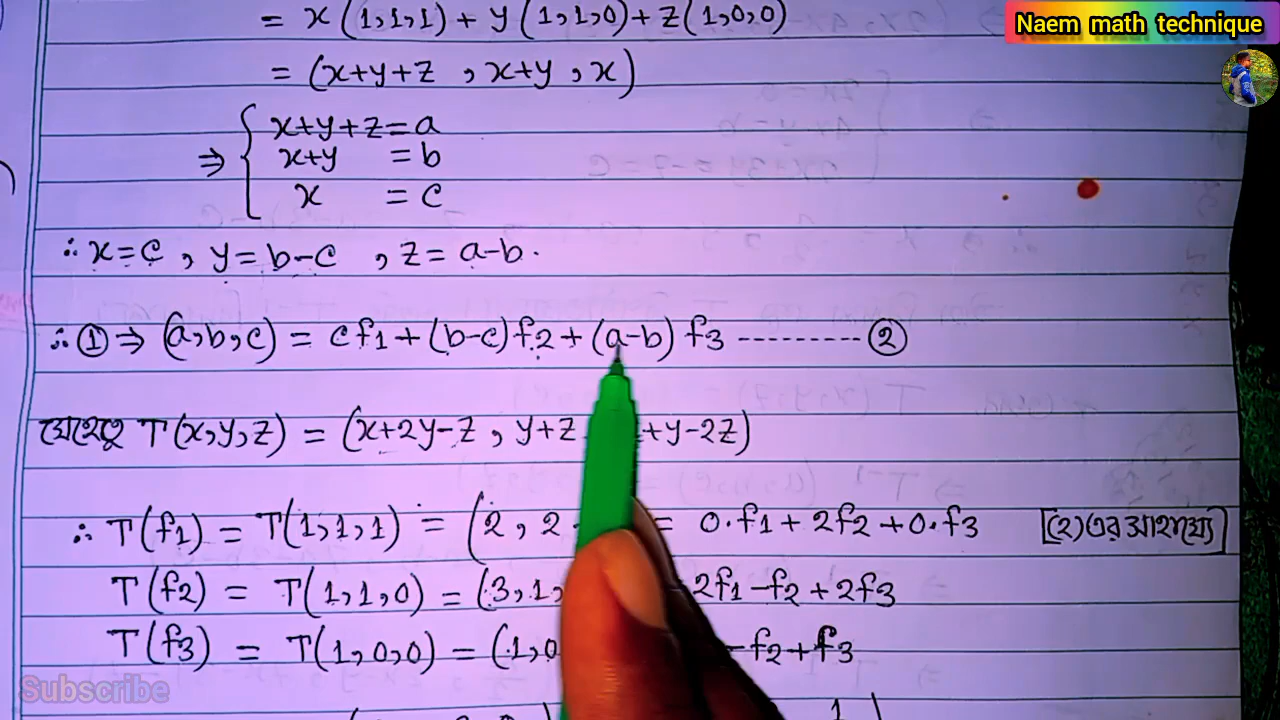 = x(1,1,1) + y(1,1,0) + z(1,0,0)
Naem math technique
= (x+y+z , x+y , x)
x+y+z = a
⇒ x+y = b
x = c
∴ x = c , y = b-c , z = a-b.
∴ ① ⇒ (a,b,c) = cf1 + (b-c)f2 + (a-b)f3 --------- ②
যেহেতু T(x,y,z) = (x+2y-z , y+z +y-2z)
∴ T(f1) = T(1,1,1) = (2, 2 = 0.f1 + 2f2 + 0.f3 [(২)এর সাহায্যে]
T(f2) = T(1,1,0) = (3,1, 2f1 - f2 + 2f3
T(f3) = T(1,0,0) = (1,0 - f2 + f3
Subscribe